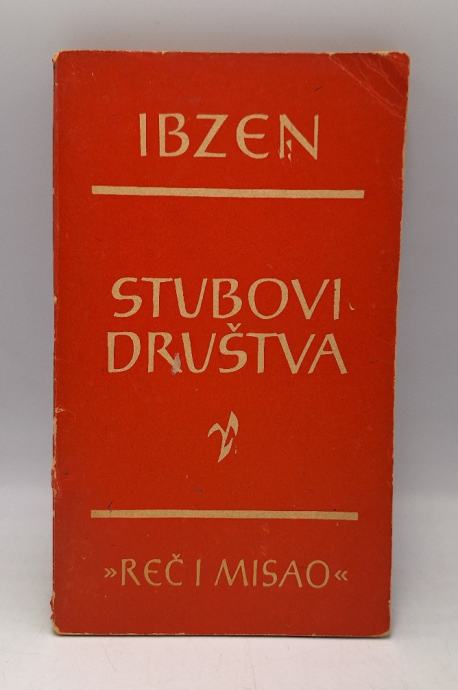 IBZEN
STUBOVI
DRUŠTVA
»REČ I MISAO«